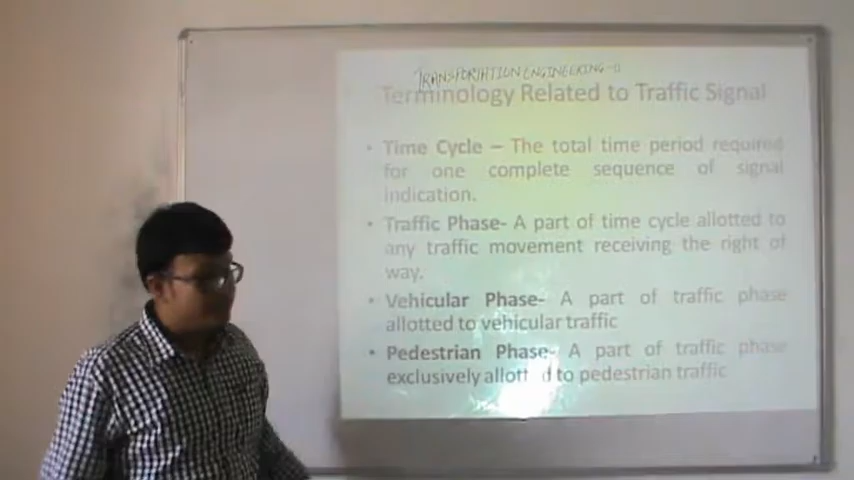 TRANSPORTATION ENGINEERING-II
Terminology Related to Traffic Signal
• Time Cycle – The total time period required
for one complete sequence of signal
indication.
• Traffic Phase- A part of time cycle allotted to
any traffic movement receiving the right of
way.
• Vehicular Phase- A part of traffic phase
allotted to vehicular traffic
• Pedestrian Phase- A part of traffic phase
exclusively allotted to pedestrian traffic